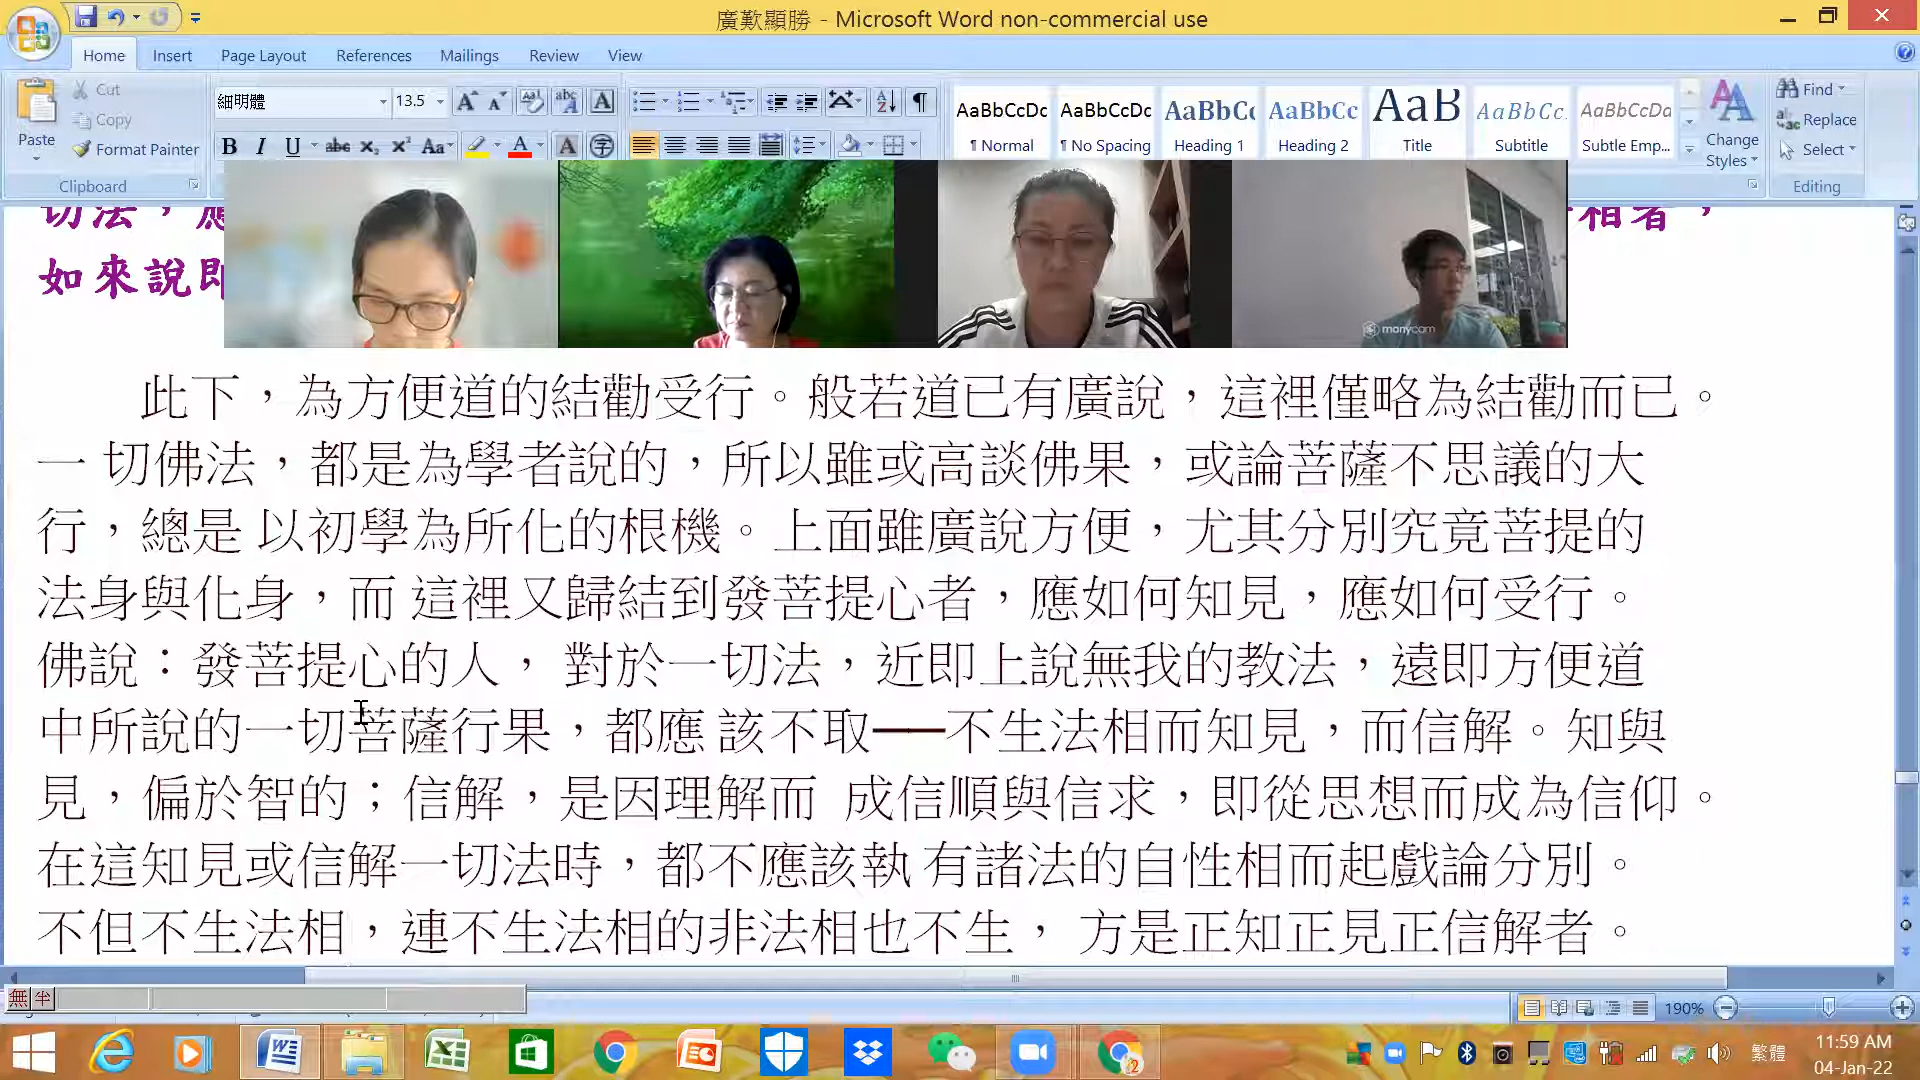 廣歎顯勝 - Microsoft Word non-commercial use
Home Insert Page Layout References Mailings Review View
Paste
Cut
Copy
Format Painter
Clipboard
細明體 13.5
AaBbCcDc AaBbCcDc AaBbC AaBbCc AaB AaBbCc. AaBbCcDa
¶ Normal ¶ No Spacing Heading 1 Heading 2 Title Subtitle Subtle Emp...
Change Styles
Find
Replace
Select
Editing
切法，應
相者，
如來說即
manycam
此下，為方便道的結勸受行。般若道已有廣說，這裡僅略為結勸而已。
一 切佛法，都是為學者說的，所以雖或高談佛果，或論菩薩不思議的大
行，總是 以初學為所化的根機。上面雖廣說方便，尤其分別究竟菩提的
法身與化身，而 這裡又歸結到發菩提心者，應如何知見，應如何受行。
佛說：發菩提心的人， 對於一切法，近即上說無我的教法，遠即方便道
中所說的一切菩薩行果，都應 該不取──不生法相而知見，而信解。知與
見，偏於智的；信解，是因理解而 成信順與信求，即從思想而成為信仰。
在這知見或信解一切法時，都不應該執 有諸法的自性相而起戲論分別。
不但不生法相，連不生法相的非法相也不生， 方是正知正見正信解者。
無 半
190%
繁體
11:59 AM
04-Jan-22